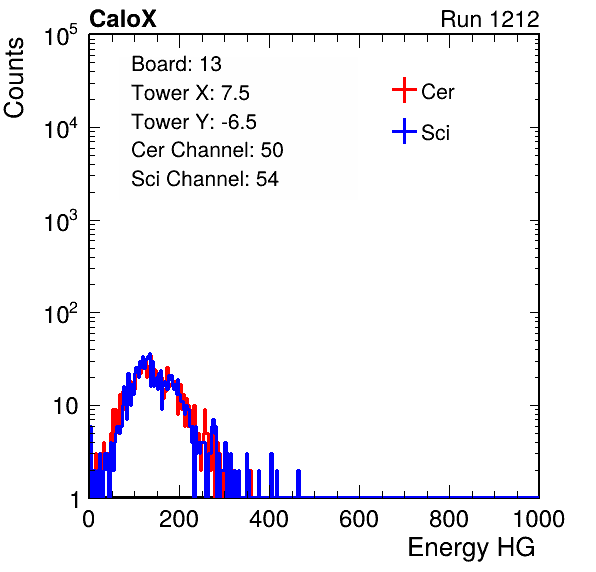 CaloX Run 1212
Counts
Board: 13
Tower X: 7.5
Tower Y: -6.5
Cer Channel: 50
Sci Channel: 54
Cer
Sci
10^5
10^4
10^3
10^2
10
1
0 200 400 600 800 1000
Energy HG